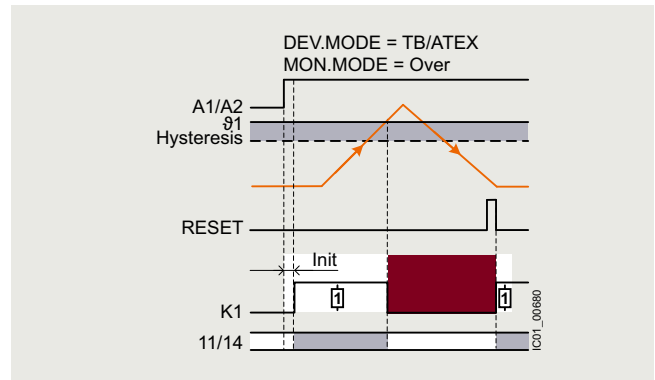 DEV.MODE = TB/ATEX
MON.MODE = Over
A1/A2
ϑ1
Hysteresis
RESET
Init
1
1
K1
11/14
IC01_00680